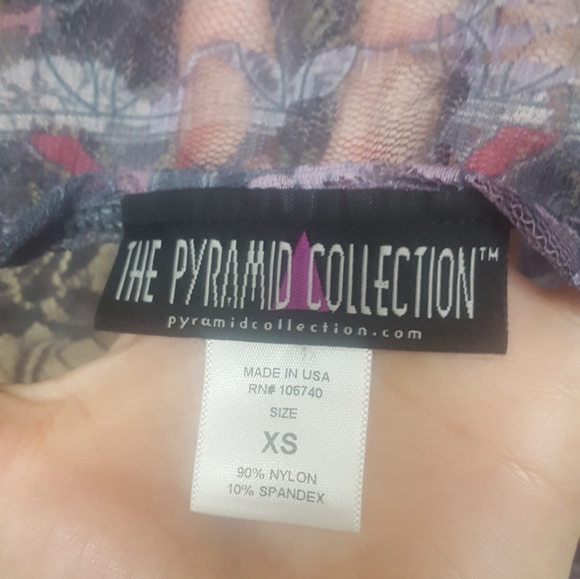 THE PYRAMID COLLECTION™
pyramidcollection.com
MADE IN USA
RN# 106740
SIZE
XS
90% NYLON
10% SPANDEX